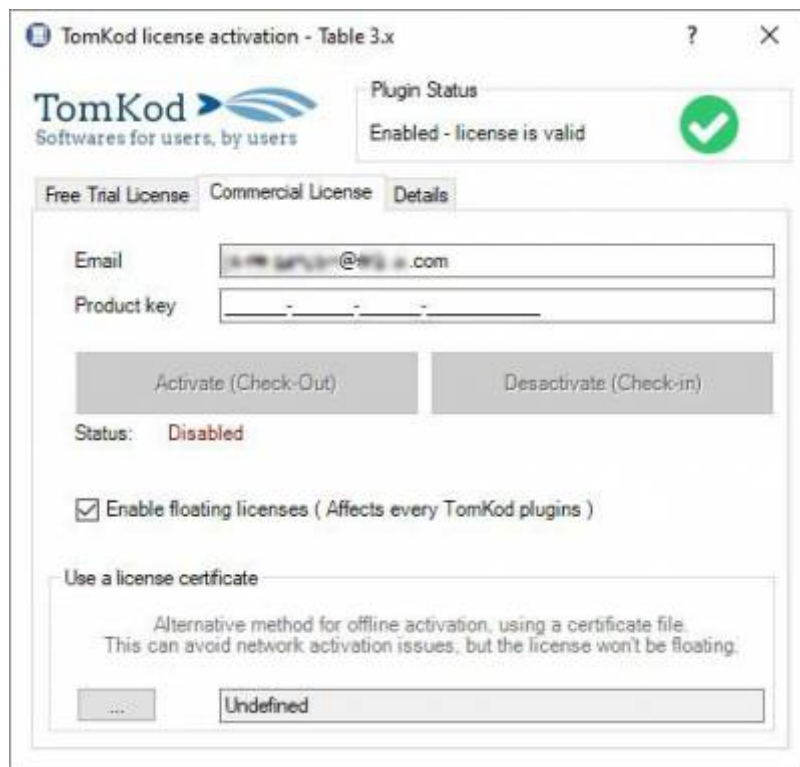 TomKod license activation - Table 3.x
?
TomKod
Softwares for users, by users
Plugin Status
Enabled - license is valid
Free Trial License
Commercial License
Details
Email
@
.com
Product key
Activate (Check-Out)
Desactivate (Check-in)
Status: Disabled
Enable floating licenses ( Affects every TomKod plugins )
Use a license certificate
Alternative method for offline activation, using a certificate file.
This can avoid network activation issues, but the license won't be floating.
...
Undefined